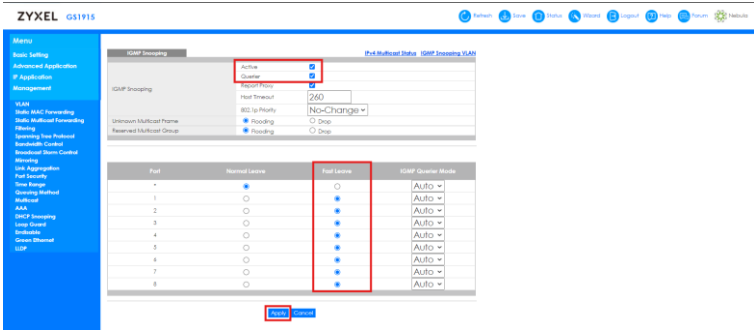 ZYXEL GS1915
Refresh Save Status Wizard Logout Help Forum Nebula
Menu
Basic Setting
Advanced Application
IP Application
Management
VLAN
Static MAC Forwarding
Static Multicast Forwarding
Filtering
Spanning Tree Protocol
Bandwidth Control
Broadcast Storm Control
Mirroring
Link Aggregation
Port Security
Time Range
Queuing Method
Multicast
AAA
DHCP Snooping
Loop Guard
Errdisable
Green Ethernet
LLDP
IGMP Snooping IPv4 Multicast Status IGMP Snooping VLAN
IGMP Snooping
Active
Querier
Report Proxy
Host Timeout 260
802.1p Priority No-Change
Unknown Multicast Frame Flooding Drop
Reserved Multicast Group Flooding Drop
Port Normal Leave Fast Leave IGMP Querier Mode
* Auto
1 Auto
2 Auto
3 Auto
4 Auto
5 Auto
6 Auto
7 Auto
8 Auto
Apply Cancel